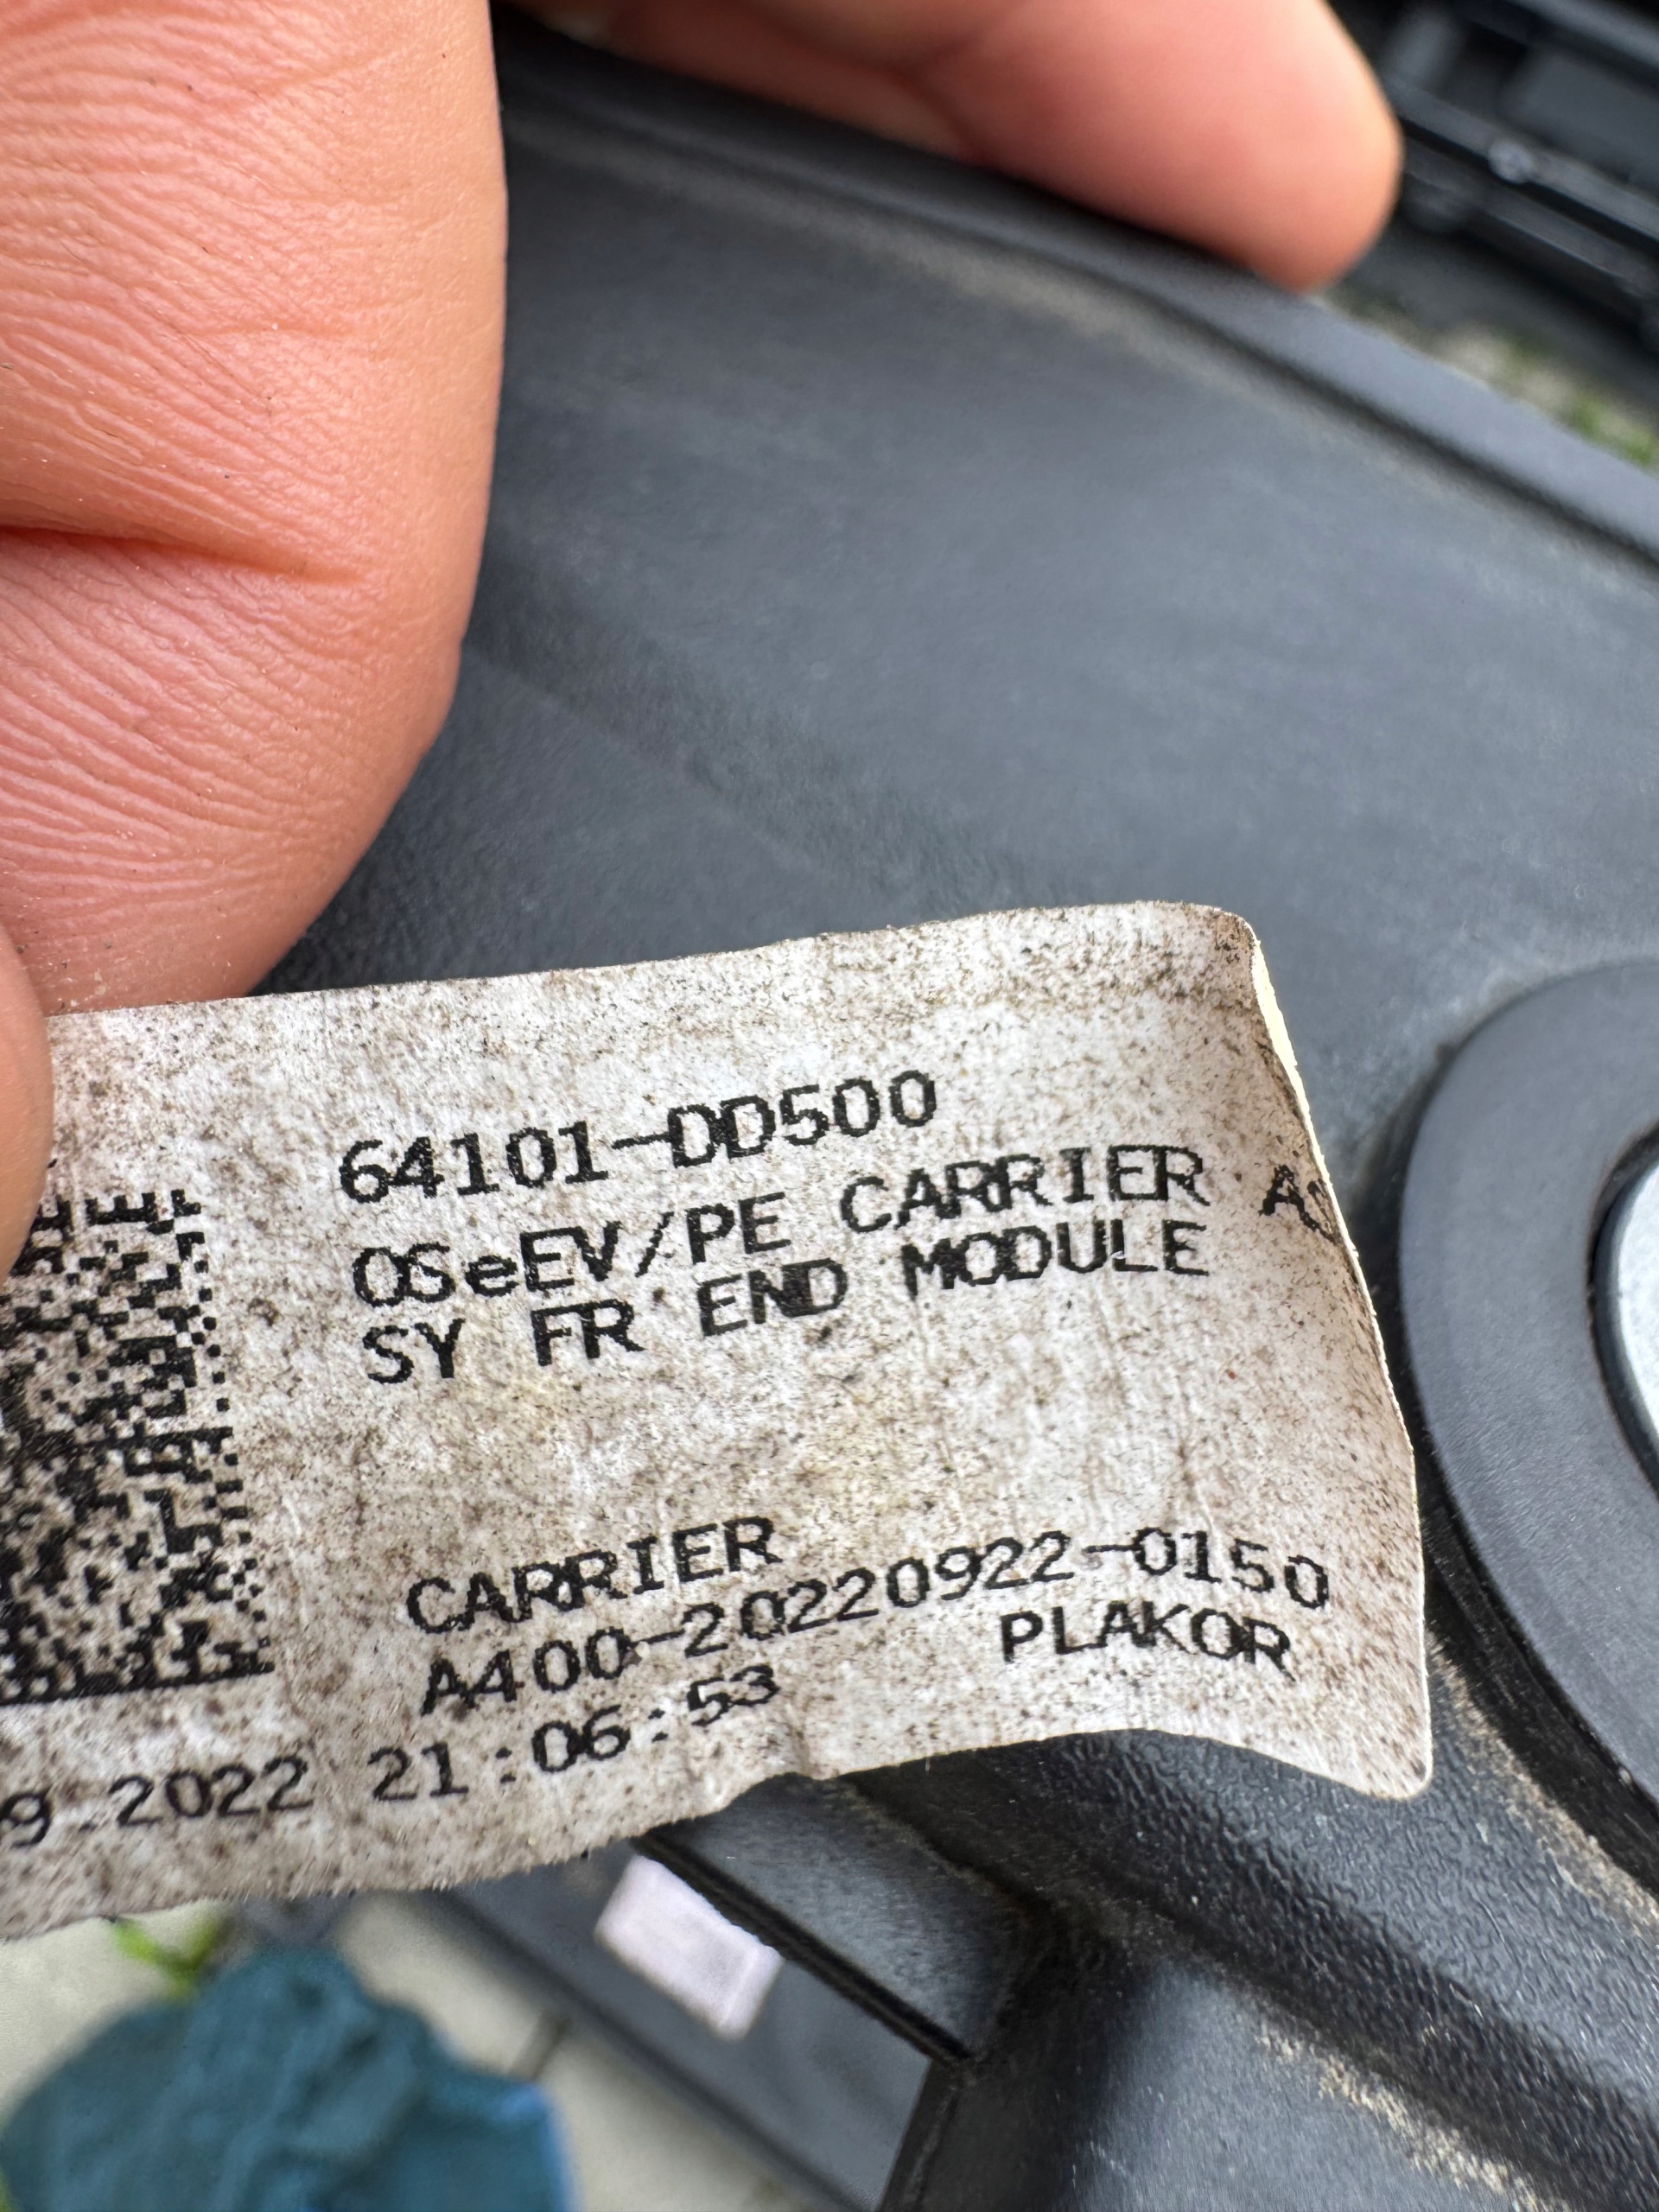 64101-DD500
OSeEV/PE CARRIER AS
SY FR END MODULE
CARRIER
A400-20220922-0150
PLAKOR
9.2022 21:06:53